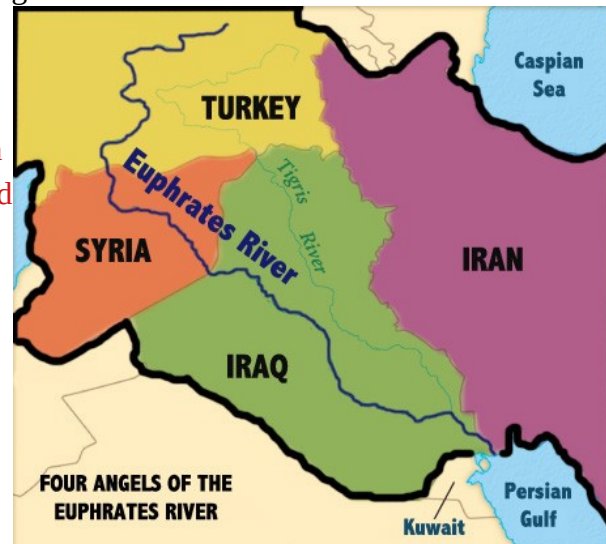 g
Caspian
Sea
TURKEY
n
d
Euphrates River
Tigris
River
SYRIA
IRAN
IRAQ
FOUR ANGELS OF THE
EUPHRATES RIVER
Persian
Gulf
Kuwait